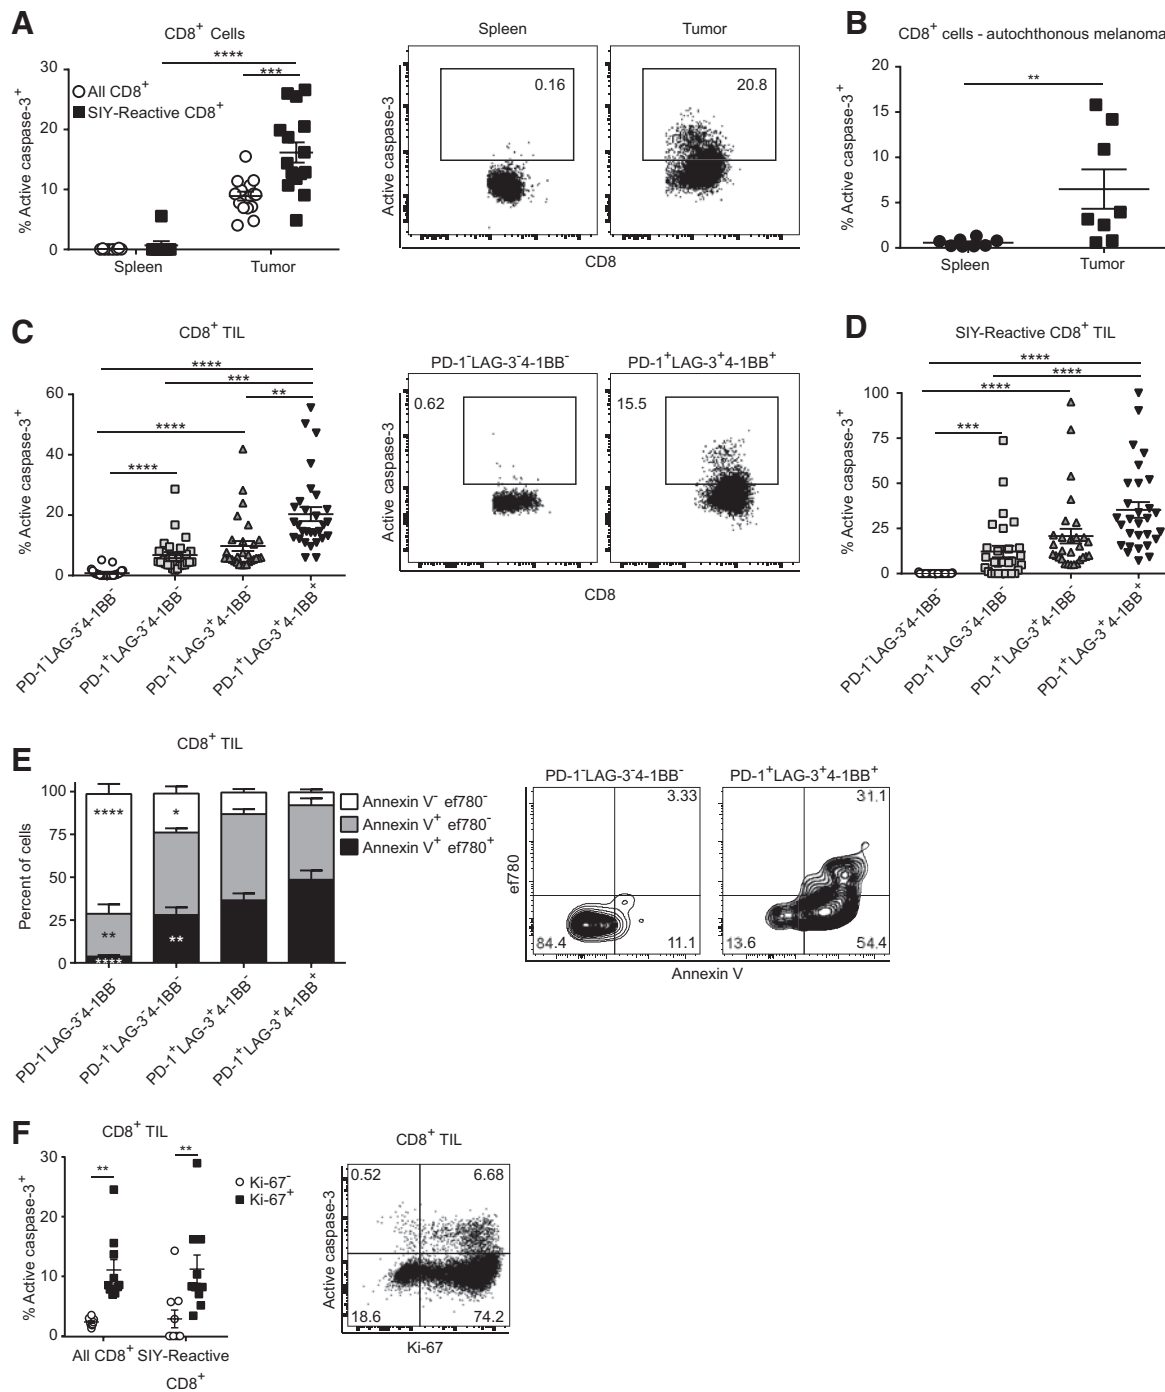 A
CD8+ Cells
****
***
% Active caspase-3+
30
20
10
0
All CD8+
SIY-Reactive CD8+
Spleen
Tumor
Spleen
Tumor
Active caspase-3
0.16
20.8
CD8
B
CD8+ cells - autochthonous melanoma
**
% Active caspase-3+
20
15
10
5
0
Spleen
Tumor
C
CD8+ TIL
****
***
**
****
****
% Active caspase-3+
60
40
20
0
PD-1-LAG-3-4-1BB-
PD-1+LAG-3-4-1BB-
PD-1+LAG-3+4-1BB-
PD-1+LAG-3+4-1BB+
PD-1-LAG-3-4-1BB-
PD-1+LAG-3+4-1BB+
Active caspase-3
0.62
15.5
CD8
D
SIY-Reactive CD8+ TIL
****
****
****
***
% Active caspase-3+
100
75
50
25
0
PD-1-LAG-3-4-1BB-
PD-1+LAG-3-4-1BB-
PD-1+LAG-3+4-1BB-
PD-1+LAG-3+4-1BB+
E
CD8+ TIL
Percent of cells
100
75
50
25
0
****
**
****
*
**
Annexin V- ef780-
Annexin V+ ef780-
Annexin V+ ef780+
PD-1-LAG-3-4-1BB-
PD-1+LAG-3-4-1BB-
PD-1+LAG-3+4-1BB-
PD-1+LAG-3+4-1BB+
PD-1-LAG-3-4-1BB-
PD-1+LAG-3+4-1BB+
ef780
3.33
84.4
11.1
31.1
13.6
54.4
Annexin V
F
CD8+ TIL
**
**
% Active caspase-3+
30
20
10
0
Ki-67-
Ki-67+
All CD8+
SIY-Reactive
CD8+
CD8+ TIL
Active caspase-3
0.52
6.68
18.6
74.2
Ki-67